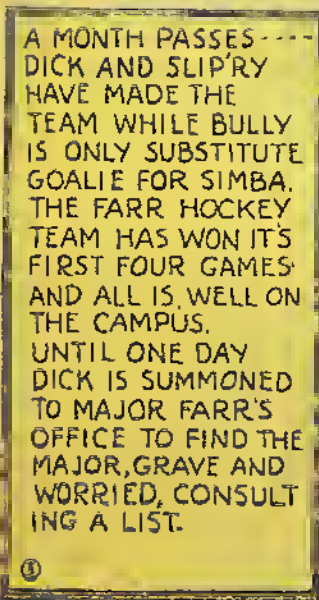 A MONTH PASSES----
DICK AND SLIP'RY
HAVE MADE THE
TEAM WHILE BULLY
IS ONLY SUBSTITUTE
GOALIE FOR SIMBA.
THE FARR HOCKEY
TEAM HAS WON IT'S
FIRST FOUR GAMES
AND ALL IS, WELL ON
THE CAMPUS.
UNTIL ONE DAY
DICK IS SUMMONED
TO MAJOR FARR'S
OFFICE TO FIND THE
MAJOR, GRAVE AND
WORRIED, CONSULT
ING A LIST.